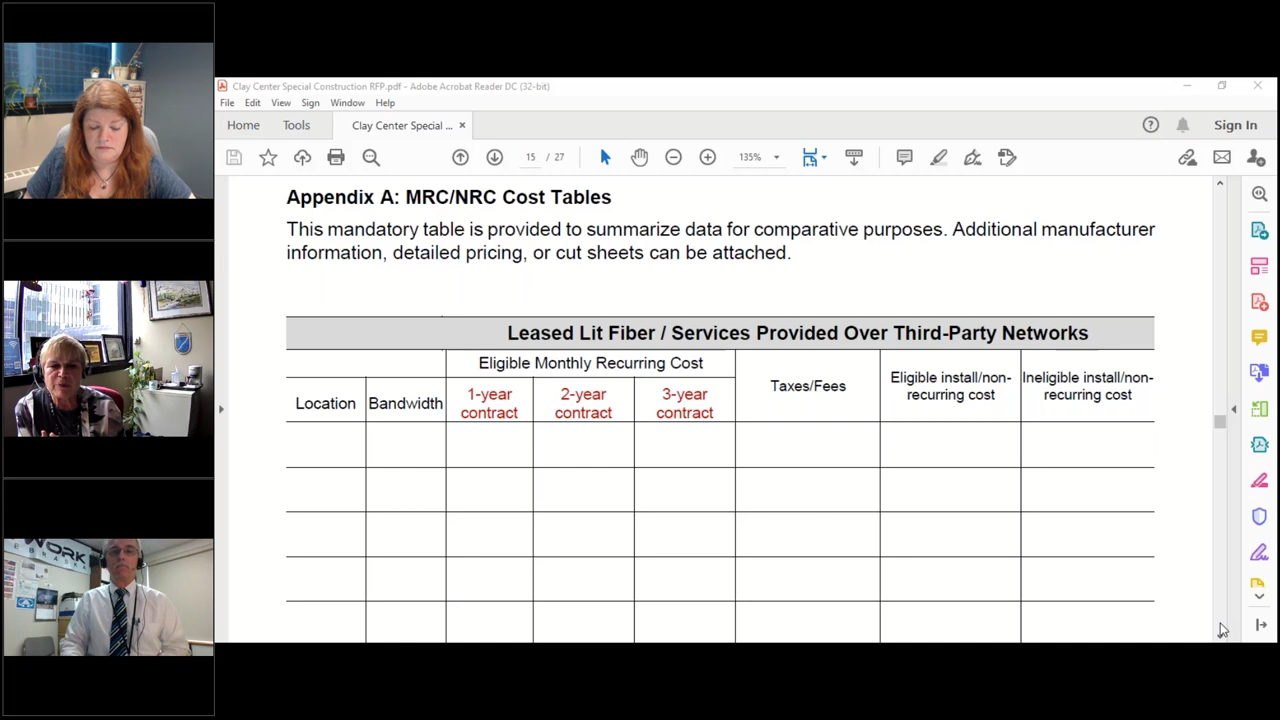 Clay Center Special Construction RFP.pdf - Adobe Acrobat Reader DC (32-bit)
File Edit View Sign Window Help
Home Tools Clay Center Special ... ×
Sign In
15 / 27
135%
Appendix A: MRC/NRC Cost Tables
This mandatory table is provided to summarize data for comparative purposes. Additional manufacturer
information, detailed pricing, or cut sheets can be attached.
Leased Lit Fiber / Services Provided Over Third-Party Networks
Eligible Monthly Recurring Cost
Location
Bandwidth
1-year
contract
2-year
contract
3-year
contract
Taxes/Fees
Eligible install/non-
recurring cost
Ineligible install/non-
recurring cost
WORK
EBRASKA